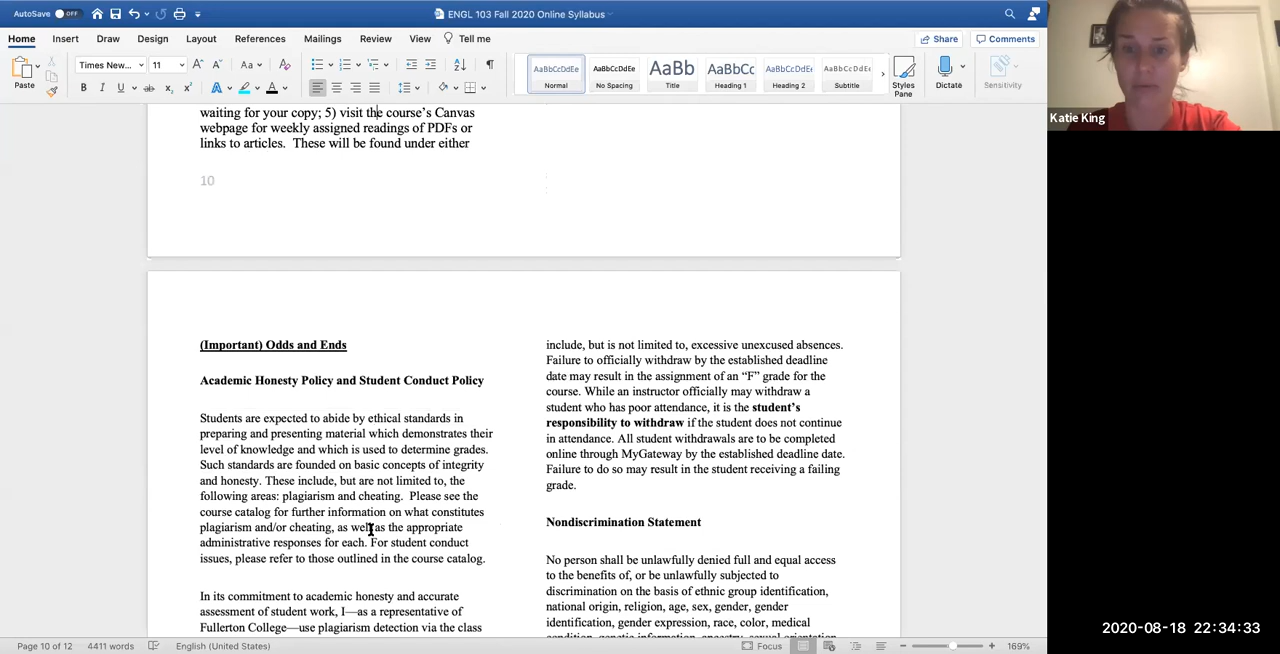 AutoSave OFF
ENGL 103 Fall 2020 Online Syllabus
Home Insert Draw Design Layout References Mailings Review View Tell me
Share Comments
Paste
Times New... 11
AaBbCcDdEe AaBbCcDdEe AaBb AaBbCc AaBbCcDdEe AaBbCcDdEe
Normal No Spacing Title Heading 1 Heading 2 Subtitle
Styles Pane
Dictate
Sensitivity
Katie King
waiting for your copy; 5) visit the course's Canvas
webpage for weekly assigned readings of PDFs or
links to articles.  These will be found under either
10
(Important) Odds and Ends
Academic Honesty Policy and Student Conduct Policy
Students are expected to abide by ethical standards in
preparing and presenting material which demonstrates their
level of knowledge and which is used to determine grades.
Such standards are founded on basic concepts of integrity
and honesty. These include, but are not limited to, the
following areas: plagiarism and cheating.  Please see the
course catalog for further information on what constitutes
plagiarism and/or cheating, as well as the appropriate
administrative responses for each. For student conduct
issues, please refer to those outlined in the course catalog.
In its commitment to academic honesty and accurate
assessment of student work, I—as a representative of
Fullerton College—use plagiarism detection via the class
include, but is not limited to, excessive unexcused absences.
Failure to officially withdraw by the established deadline
date may result in the assignment of an “F” grade for the
course. While an instructor officially may withdraw a
student who has poor attendance, it is the student’s
responsibility to withdraw if the student does not continue
in attendance. All student withdrawals are to be completed
online through MyGateway by the established deadline date.
Failure to do so may result in the student receiving a failing
grade.
Nondiscrimination Statement
No person shall be unlawfully denied full and equal access
to the benefits of, or be unlawfully subjected to
discrimination on the basis of ethnic group identification,
national origin, religion, age, sex, gender, gender
identification, gender expression, race, color, medical
condition, genetic information, ancestry, sexual orientation,
Page 10 of 12 4411 words English (United States) Focus 169%
2020-08-18 22:34:33